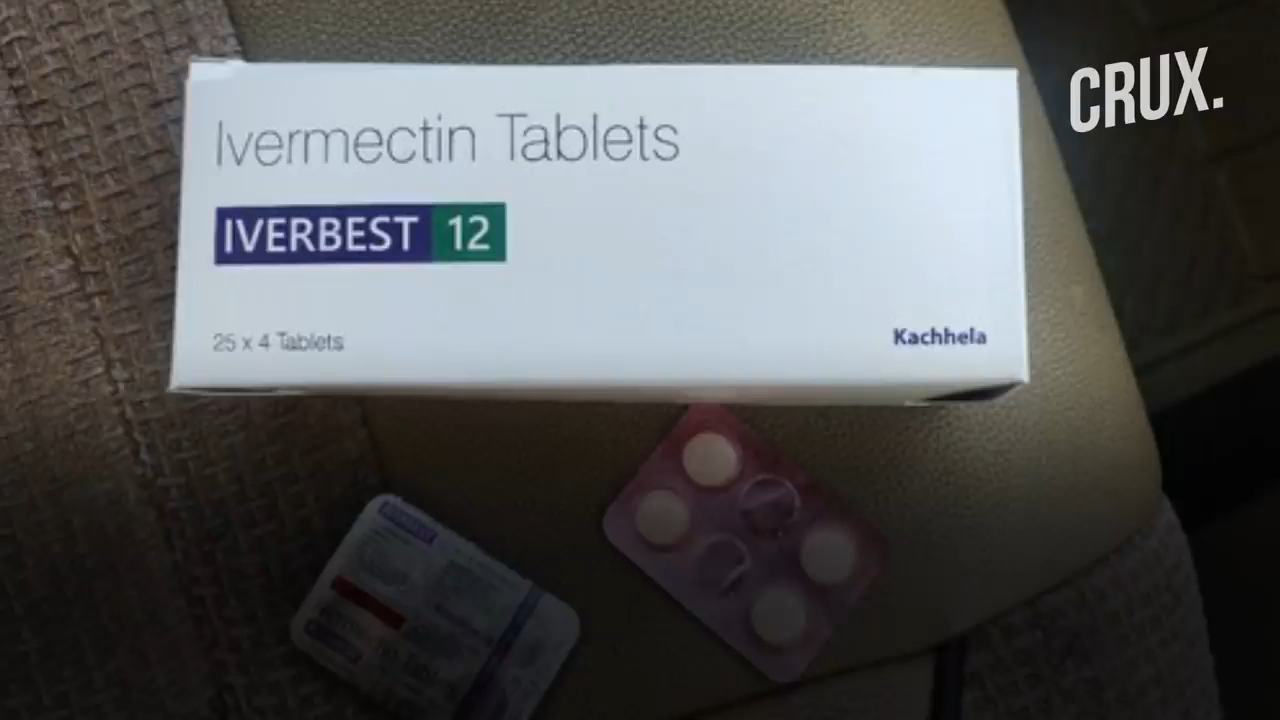 CRUX.
Ivermectin Tablets
IVERBEST 12
25 x 4 Tablets
Kachhela